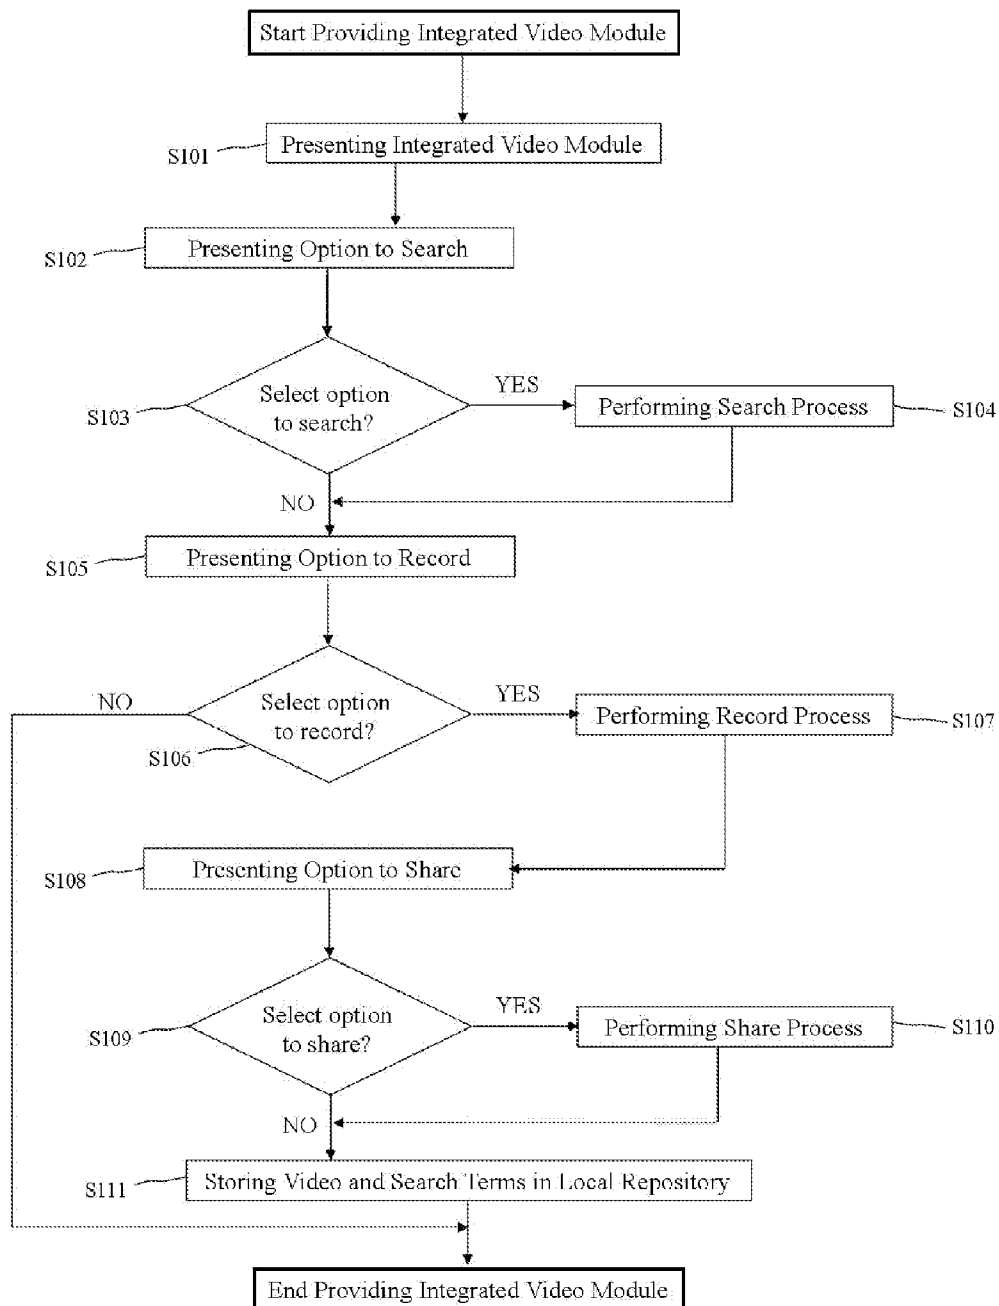 Start Providing Integrated Video Module
Presenting Integrated Video Module
S101
Presenting Option to Search
S102
Select option
to search?
S103
YES
Performing Search Process
S104
NO
Presenting Option to Record
S105
NO
Select option
to record?
S106
YES
Performing Record Process
S107
Presenting Option to Share
S108
Select option
to share?
S109
YES
Performing Share Process
S110
NO
Storing Video and Search Terms in Local Repository
S111
End Providing Integrated Video Module